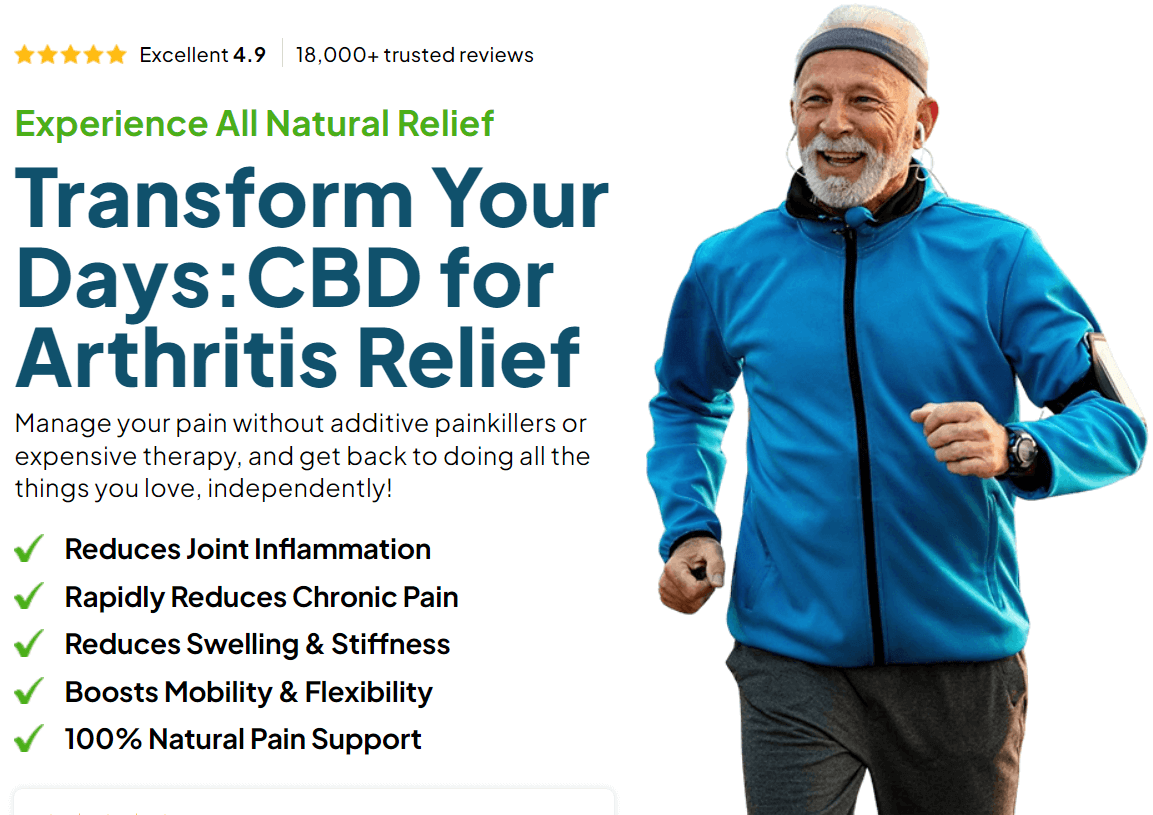 Excellent 4.9 18,000+ trusted reviews
Experience All Natural Relief
Transform Your
Days:CBD for
Arthritis Relief
Manage your pain without additive painkillers or
expensive therapy, and get back to doing all the
things you love, independently!
Reduces Joint Inflammation
Rapidly Reduces Chronic Pain
Reduces Swelling & Stiffness
Boosts Mobility & Flexibility
100% Natural Pain Support